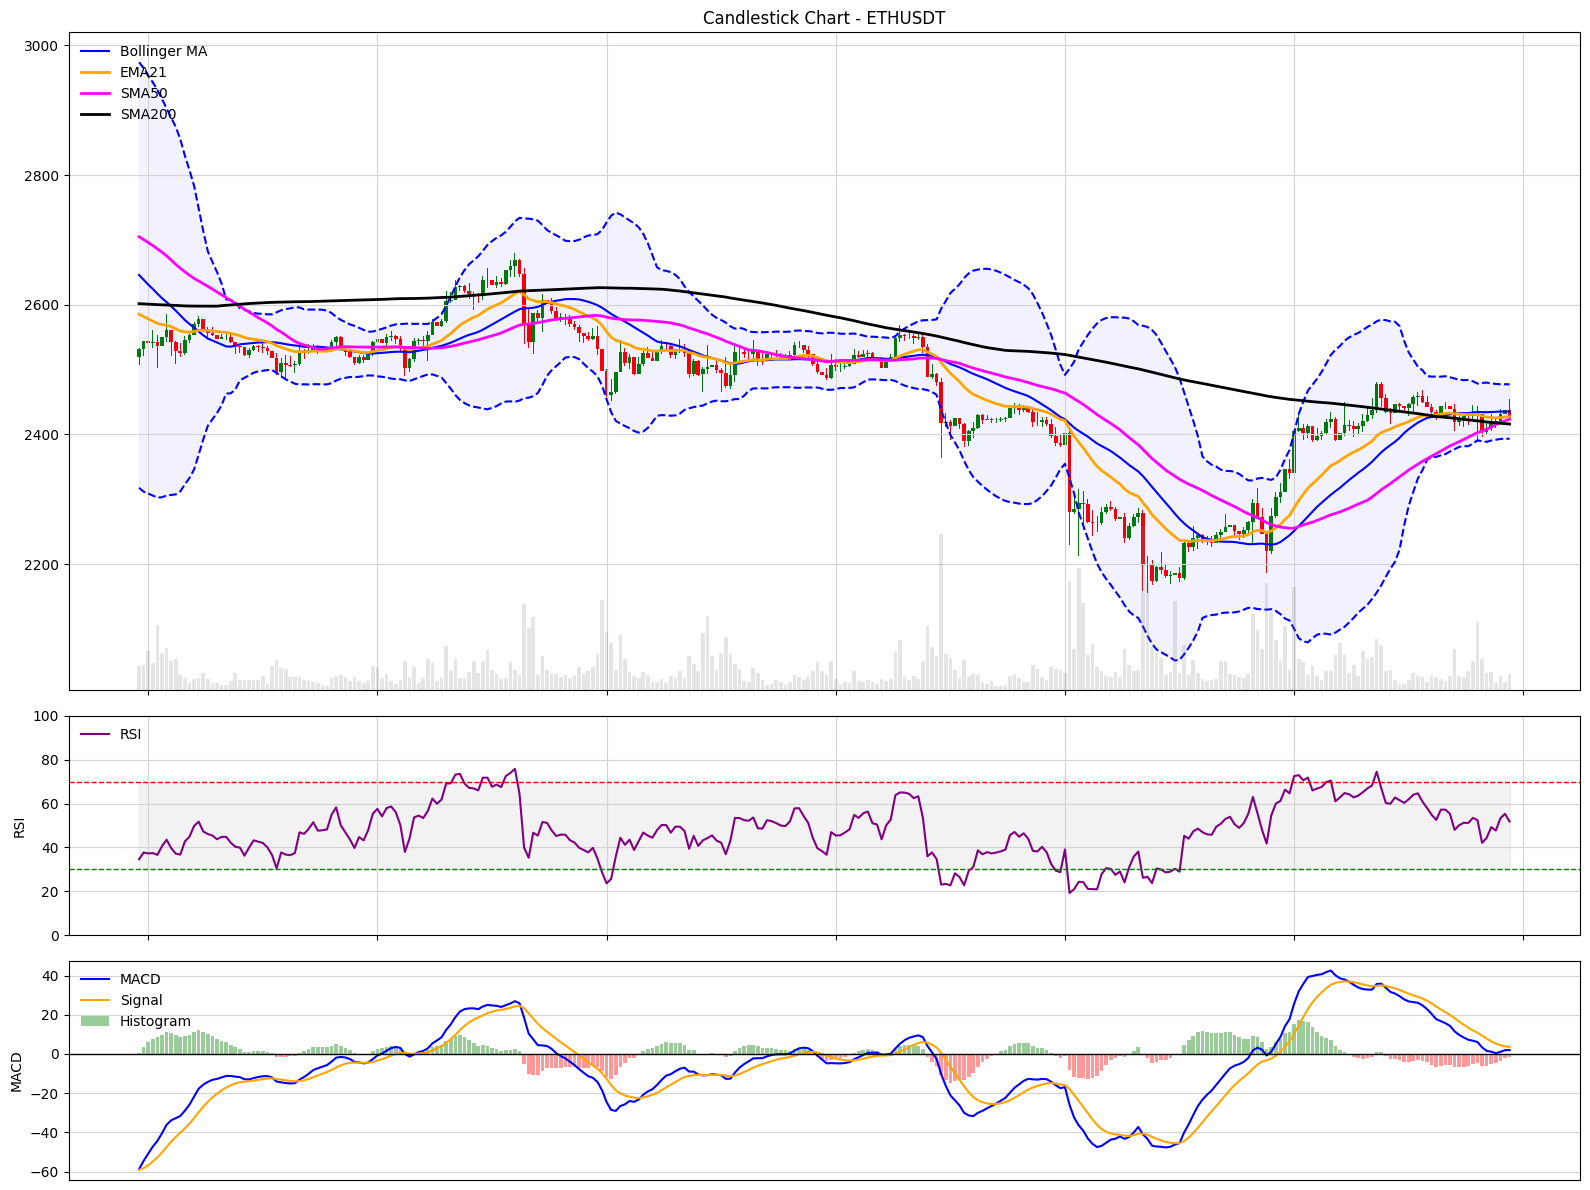 Candlestick Chart - ETHUSDT
Bollinger MA
EMA21
SMA50
SMA200
3000
2800
2600
2400
2200
RSI
RSI
100
80
60
40
20
0
MACD
Signal
Histogram
MACD
40
20
0
−20
−40
−60